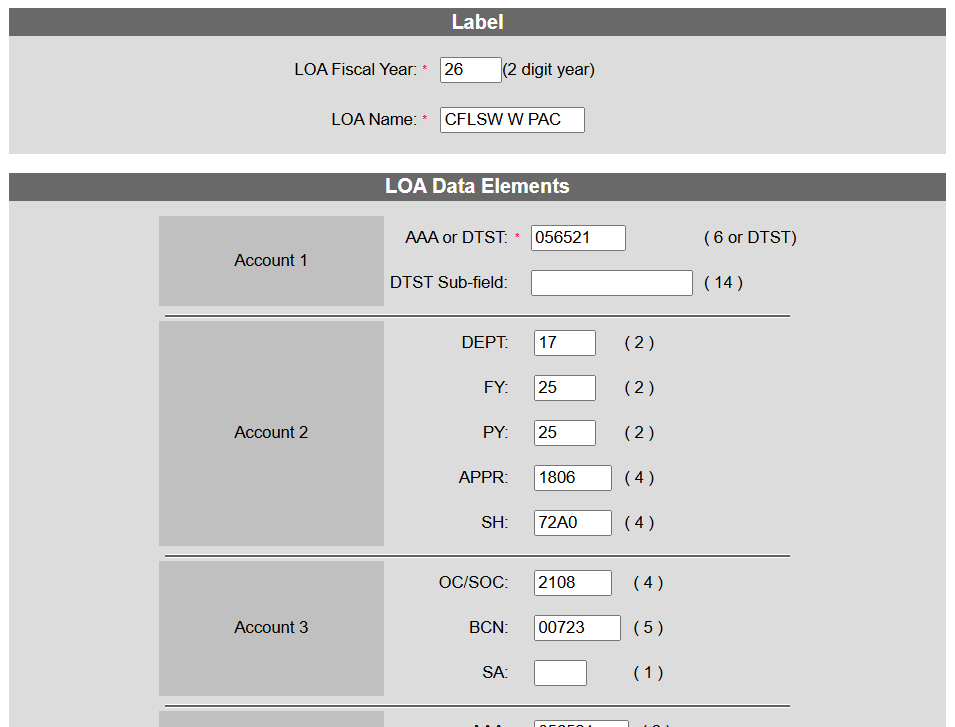 Label
LOA Fiscal Year: * 26 (2 digit year)
LOA Name: * CFLSW W PAC
LOA Data Elements
Account 1
AAA or DTST: * 056521 ( 6 or DTST)
DTST Sub-field: ( 14 )
Account 2
DEPT: 17 ( 2 )
FY: 25 ( 2 )
PY: 25 ( 2 )
APPR: 1806 ( 4 )
SH: 72A0 ( 4 )
Account 3
OC/SOC: 2108 ( 4 )
BCN: 00723 ( 5 )
SA: ( 1 )